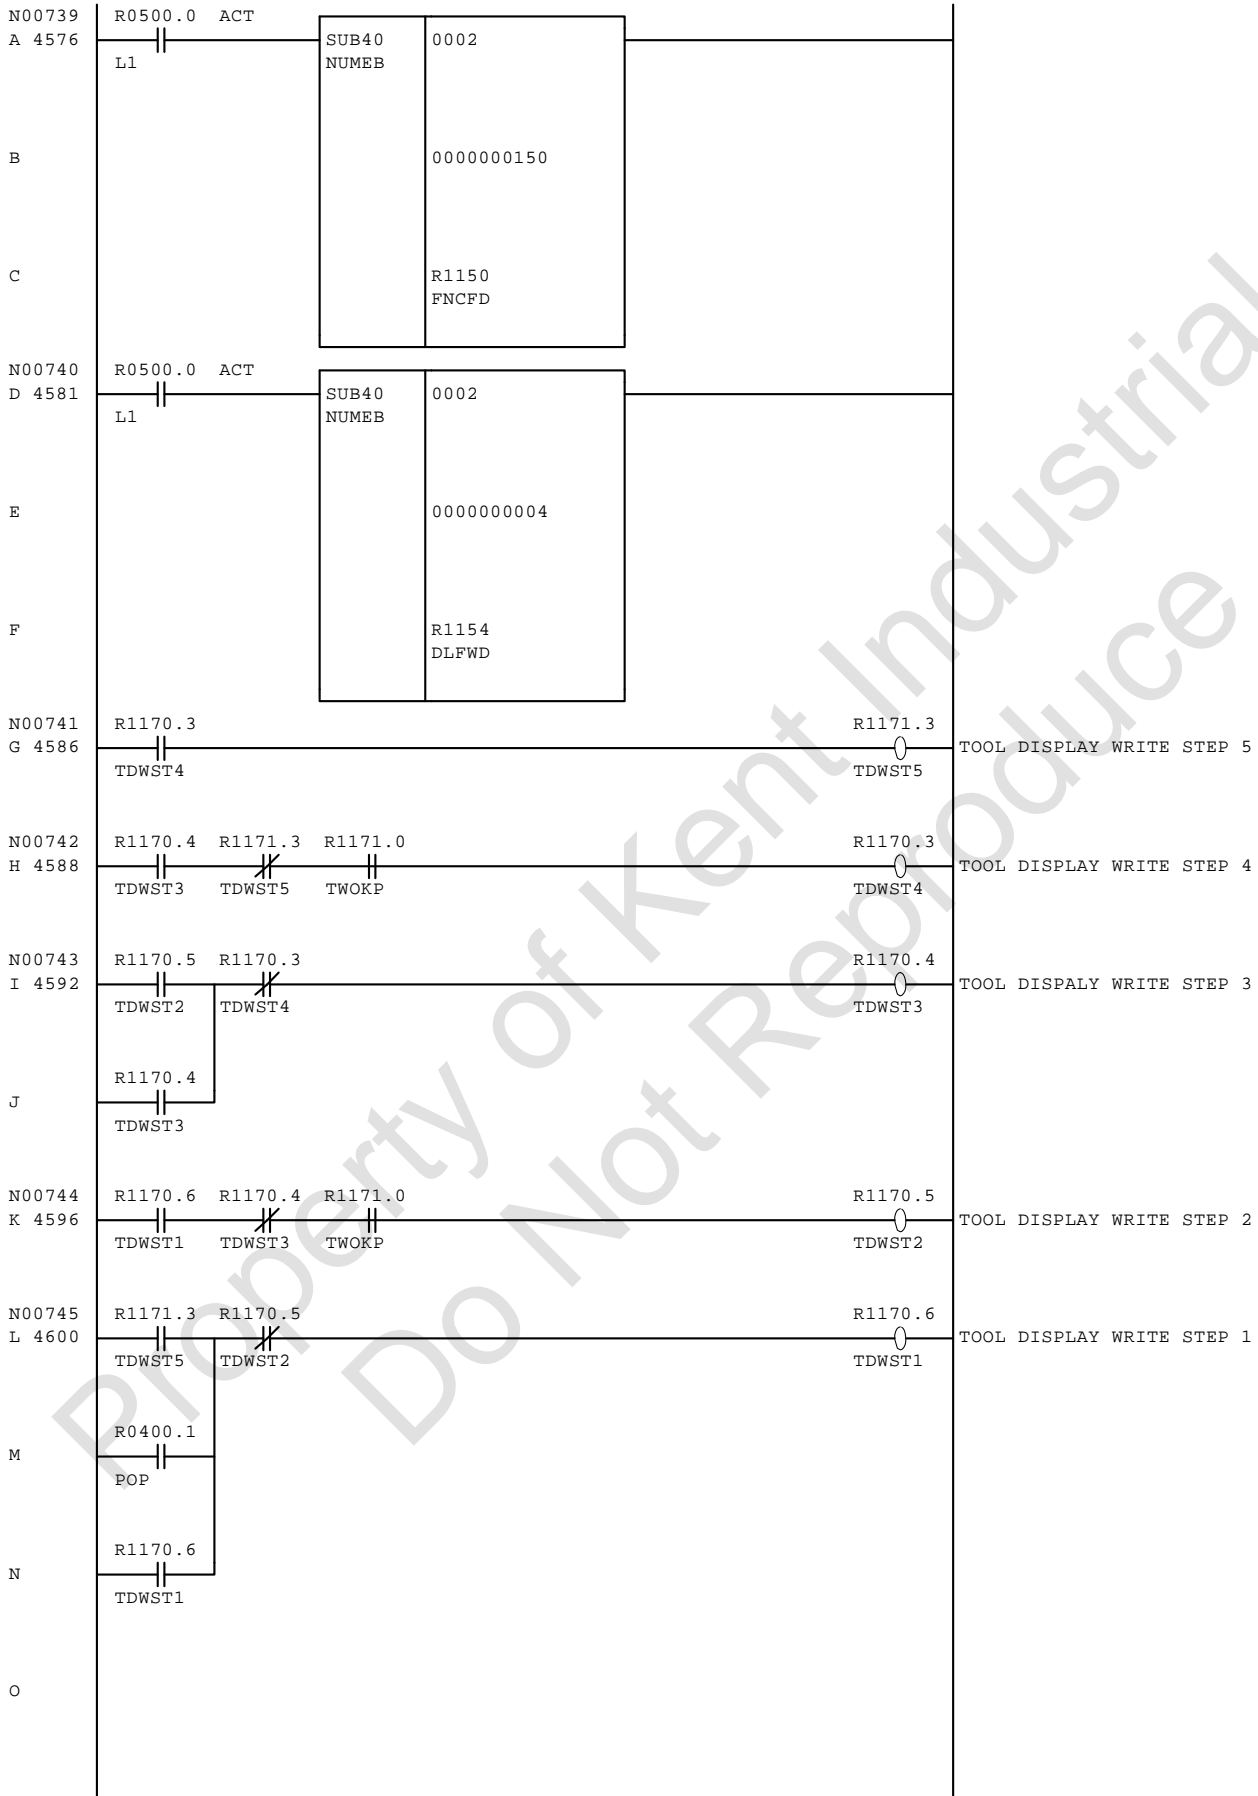 N00739 R0500.0 ACT
A 4576 SUB40 0002
L1 NUMEB
B 0000000150
C R1150
FNCFD
N00740 R0500.0 ACT
D 4581 SUB40 0002
L1 NUMEB
E 0000000004
F R1154
DLFWD
N00741 R1170.3 R1171.3
G 4586 TOOL DISPLAY WRITE STEP 5
TDWST4 TDWST5
N00742 R1170.4 R1171.3 R1171.0 R1170.3
H 4588 TOOL DISPLAY WRITE STEP 4
TDWST3 TDWST5 TWOKP TDWST4
N00743 R1170.5 R1170.3 R1170.4
I 4592 TOOL DISPALY WRITE STEP 3
TDWST2 TDWST4 TDWST3
R1170.4
J
TDWST3
N00744 R1170.6 R1170.4 R1171.0 R1170.5
K 4596 TOOL DISPLAY WRITE STEP 2
TDWST1 TDWST3 TWOKP TDWST2
N00745 R1171.3 R1170.5 R1170.6
L 4600 TOOL DISPLAY WRITE STEP 1
TDWST5 TDWST2 TDWST1
R0400.1
M
POP
R1170.6
N
TDWST1
O
Property of Kent Industrial
Do Not Reproduce